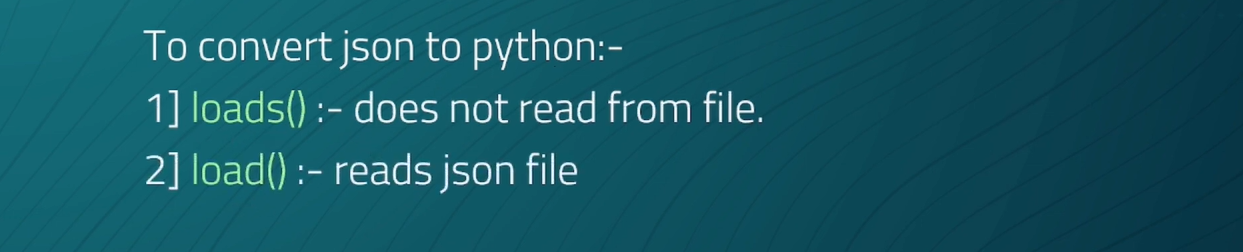 To convert json to python:-
1] loads() :- does not read from file.
2] load() :- reads json file